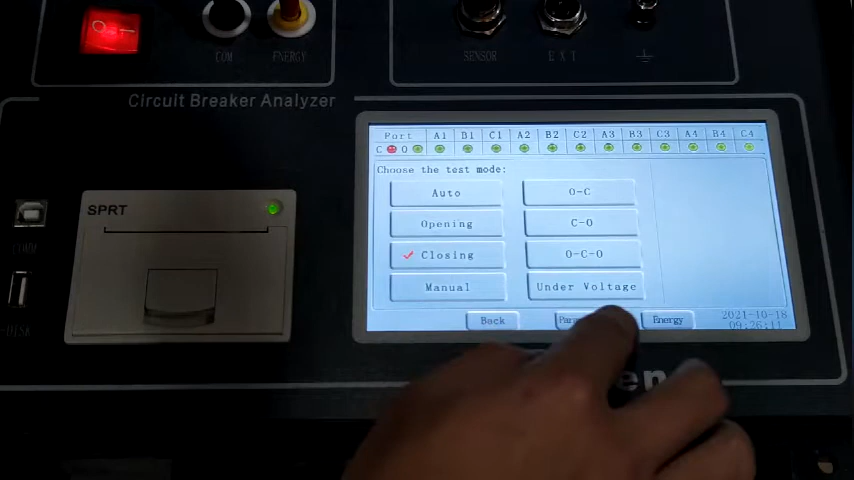 COM
ENERGY
SENSOR
EXT
Circuit Breaker Analyzer
SPRT
Port A1 B1 C1 A2 B2 C2 A3 B3 C3 A4 B4 C4
C O
Choose the test mode:
Auto
O-C
Opening
C-O
Closing
O-C-O
Manual
Under Voltage
Back
Energy
2021-10-18
09:26:11